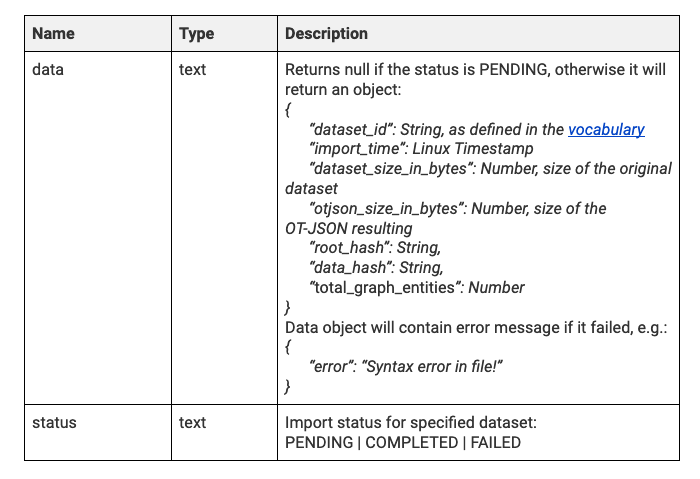 Name Type Description
data text Returns null if the status is PENDING, otherwise it will
return an object:
{
“dataset_id”: String, as defined in the vocabulary
“import_time”: Linux Timestamp
“dataset_size_in_bytes”: Number, size of the original
dataset
“otjson_size_in_bytes”: Number, size of the
OT-JSON resulting
“root_hash”: String,
“data_hash”: String,
“total_graph_entities”: Number
}
Data object will contain error message if it failed, e.g.:
{
“error”: “Syntax error in file!”
}
status text Import status for specified dataset:
PENDING | COMPLETED | FAILED